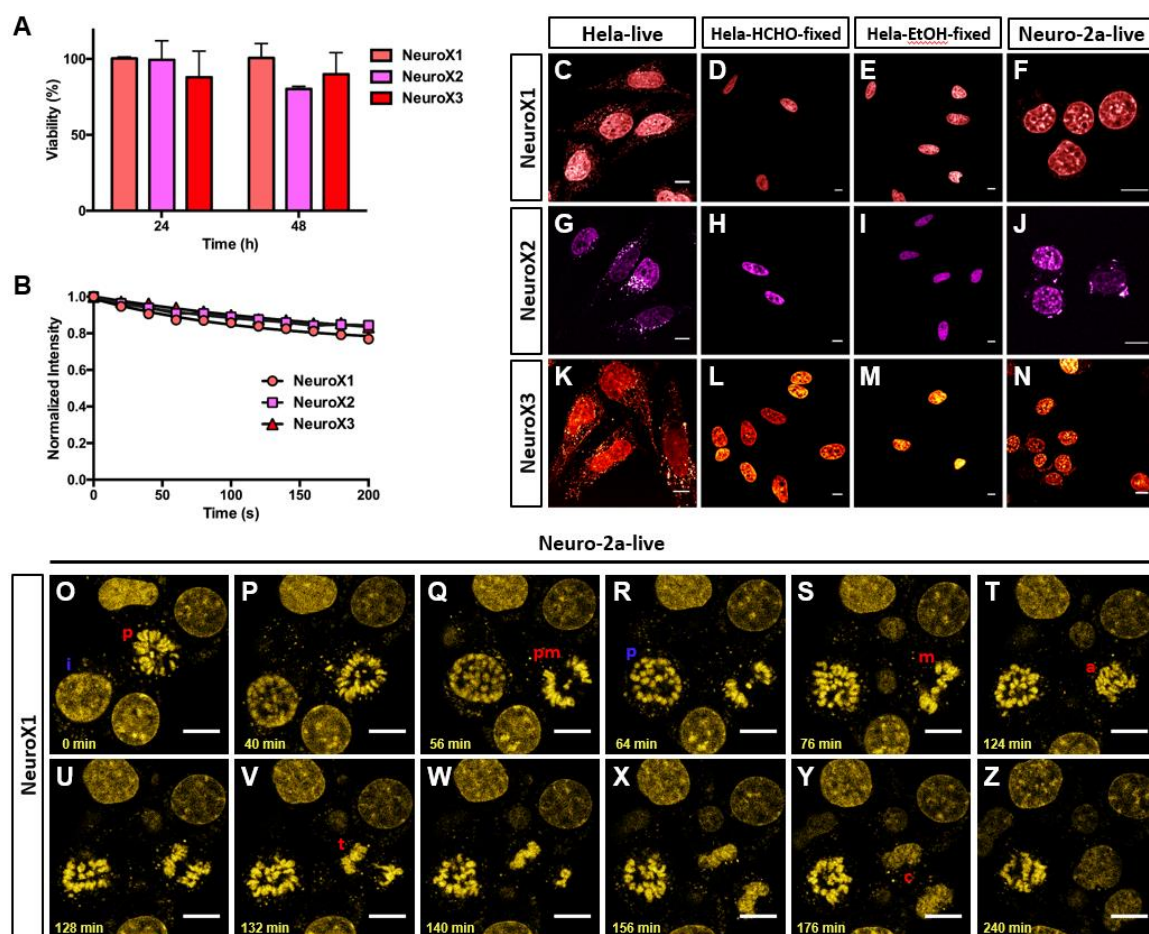 A
Viability (%)
100
50
0
24
48
Time (h)
NeuroX1
NeuroX2
NeuroX3
B
Normalized Intensity
1.0
0.8
0.6
0.4
0.2
0.0
0
50
100
150
200
Time (s)
NeuroX1
NeuroX2
NeuroX3
Hela-live
Hela-HCHO-fixed
Hela-EtOH-fixed
Neuro-2a-live
NeuroX1
C
D
E
F
NeuroX2
G
H
I
J
NeuroX3
K
L
M
N
Neuro-2a-live
NeuroX1
O
p
i
0 min
P
40 min
Q
pm
56 min
R
p
64 min
S
m
76 min
T
a
124 min
U
128 min
V
t
132 min
W
140 min
X
156 min
Y
c
176 min
Z
240 min